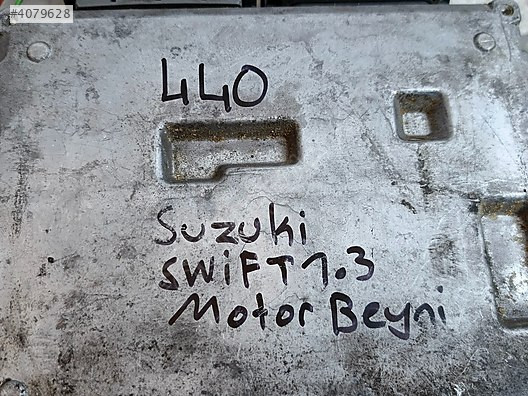 #4079628
440
Suzuki
SWiFT 1.3
Motor Beyni